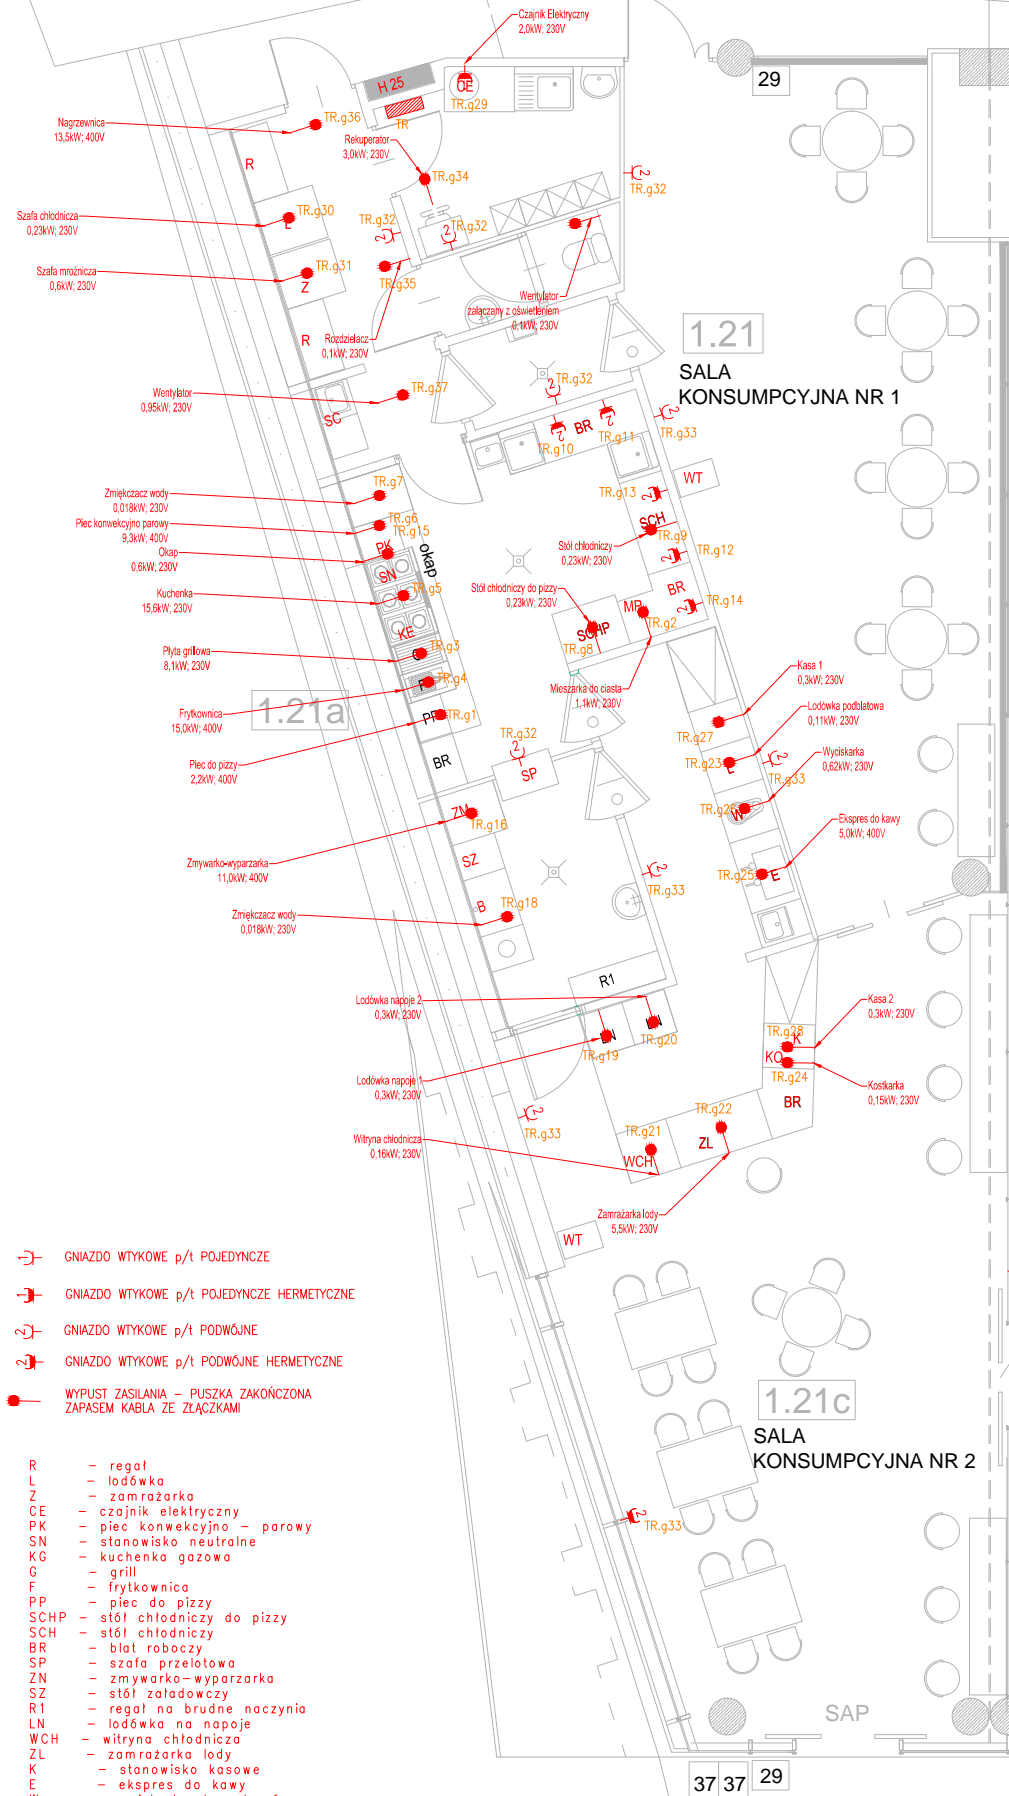 Czajnik Elektryczny
2,0kW; 230V
29
H 25
CE
TR.g29
TR
TR.g36
Nagrzewnica
13,5kW; 400V
Rekuperator
3,0kW; 230V
R
TR.g34
2
TR.g32
TR.g30
Szafa chłodnicza
0,23kW; 230V
L
TR.g32
2
TR.g32
2
TR.g31
Szafa mroźnicza
0,6kW; 230V
Z
TR.g35
Wentylator
załączany z oświetleniem
0,1kW; 230V
R
Rozdzielacz
0,1kW; 230V
1.21
SALA
KONSUMPCYJNA NR 1
TR.g37
Wentylator
0,95kW; 230V
SC
2
TR.g32
2
BR
2
TR.g10
TR.g11
2
TR.g33
WT
TR.g7
Zmiękczacz wody
0,018kW; 230V
TR.g13
2
TR.g6
TR.g15
Piec konwekcyjno parowy
9,3kW; 400V
SCH
TR.g9
PK
okap
Okap
0,6kW; 230V
Stół chłodniczy
0,23kW; 230V
2
TR.g12
SN
TR.g5
Kuchenka
15,6kW; 230V
Stół chłodniczy do pizzy
0,23kW; 230V
BR
MP
2
TR.g14
KE
SCHP
TR.g2
TR.g8
TR.g3
G
Płyta grillowa
8,1kW; 230V
F
TR.g4
Kasa 1
0,3kW; 230V
Mieszarka do ciasta
1,1kW; 230V
1.21a
Frytkownica
15,0kW; 400V
PP
TR.g1
Lodówka podblatowa
0,11kW; 230V
TR.g27
TR.g32
2
Piec do pizzy
2,2kW; 400V
BR
SP
TR.g23
L
2
TR.g33
Wyciskarka
0,62kW; 230V
ZM
TR.g16
TR.g26
W
Ekspres do kawy
5,0kW; 400V
Zmywarko-wyparzarka
11,0kW; 400V
SZ
2
TR.g33
TR.g25
E
B
TR.g18
Zmiękczacz wody
0,018kW; 230V
R1
Lodówka napoje 2
0,3kW; 230V
Kasa 2
0,3kW; 230V
LN
LN
TR.g19
TR.g20
TR.g28
K
KO
TR.g24
Lodówka napoje 1
0,3kW; 230V
Kostkarka
0,15kW; 230V
BR
2
TR.g33
TR.g22
TR.g21
ZL
Witryna chłodnicza
0,16kW; 230V
WCH
Zamrażarka lody
5,5kW; 230V
WT
1
GNIAZDO WTYKOWE p/t POJEDYNCZE
1
GNIAZDO WTYKOWE p/t POJEDYNCZE HERMETYCZNE
2
GNIAZDO WTYKOWE p/t PODWÓJNE
2
GNIAZDO WTYKOWE p/t PODWÓJNE HERMETYCZNE
WYPUST ZASILANIA – PUSZKA ZAKOŃCZONA
ZAPASEM KABLA ZE ZŁĄCZKAMI
1.21c
SALA
KONSUMPCYJNA NR 2
R – regał
L – lodówka
Z – zamrażarka
CE – czajnik elektryczny
PK – piec konwekcyjno – parowy
SN – stanowisko neutralne
KG – kuchenka gazowa
G – grill
F – frytkownica
PP – piec do pizzy
SCHP – stół chłodniczy do pizzy
SCH – stół chłodniczy
BR – blat roboczy
SP – szafa przelotowa
ZN – zmywarko–wyparzarka
SZ – stół załadowczy
R1 – regał na brudne naczynia
LN – lodówka na napoje
WCH – witryna chłodnicza
ZL – zamrażarka lody
K – stanowisko kasowe
E – ekspres do kawy
2
TR.g33
SAP
37 37 29